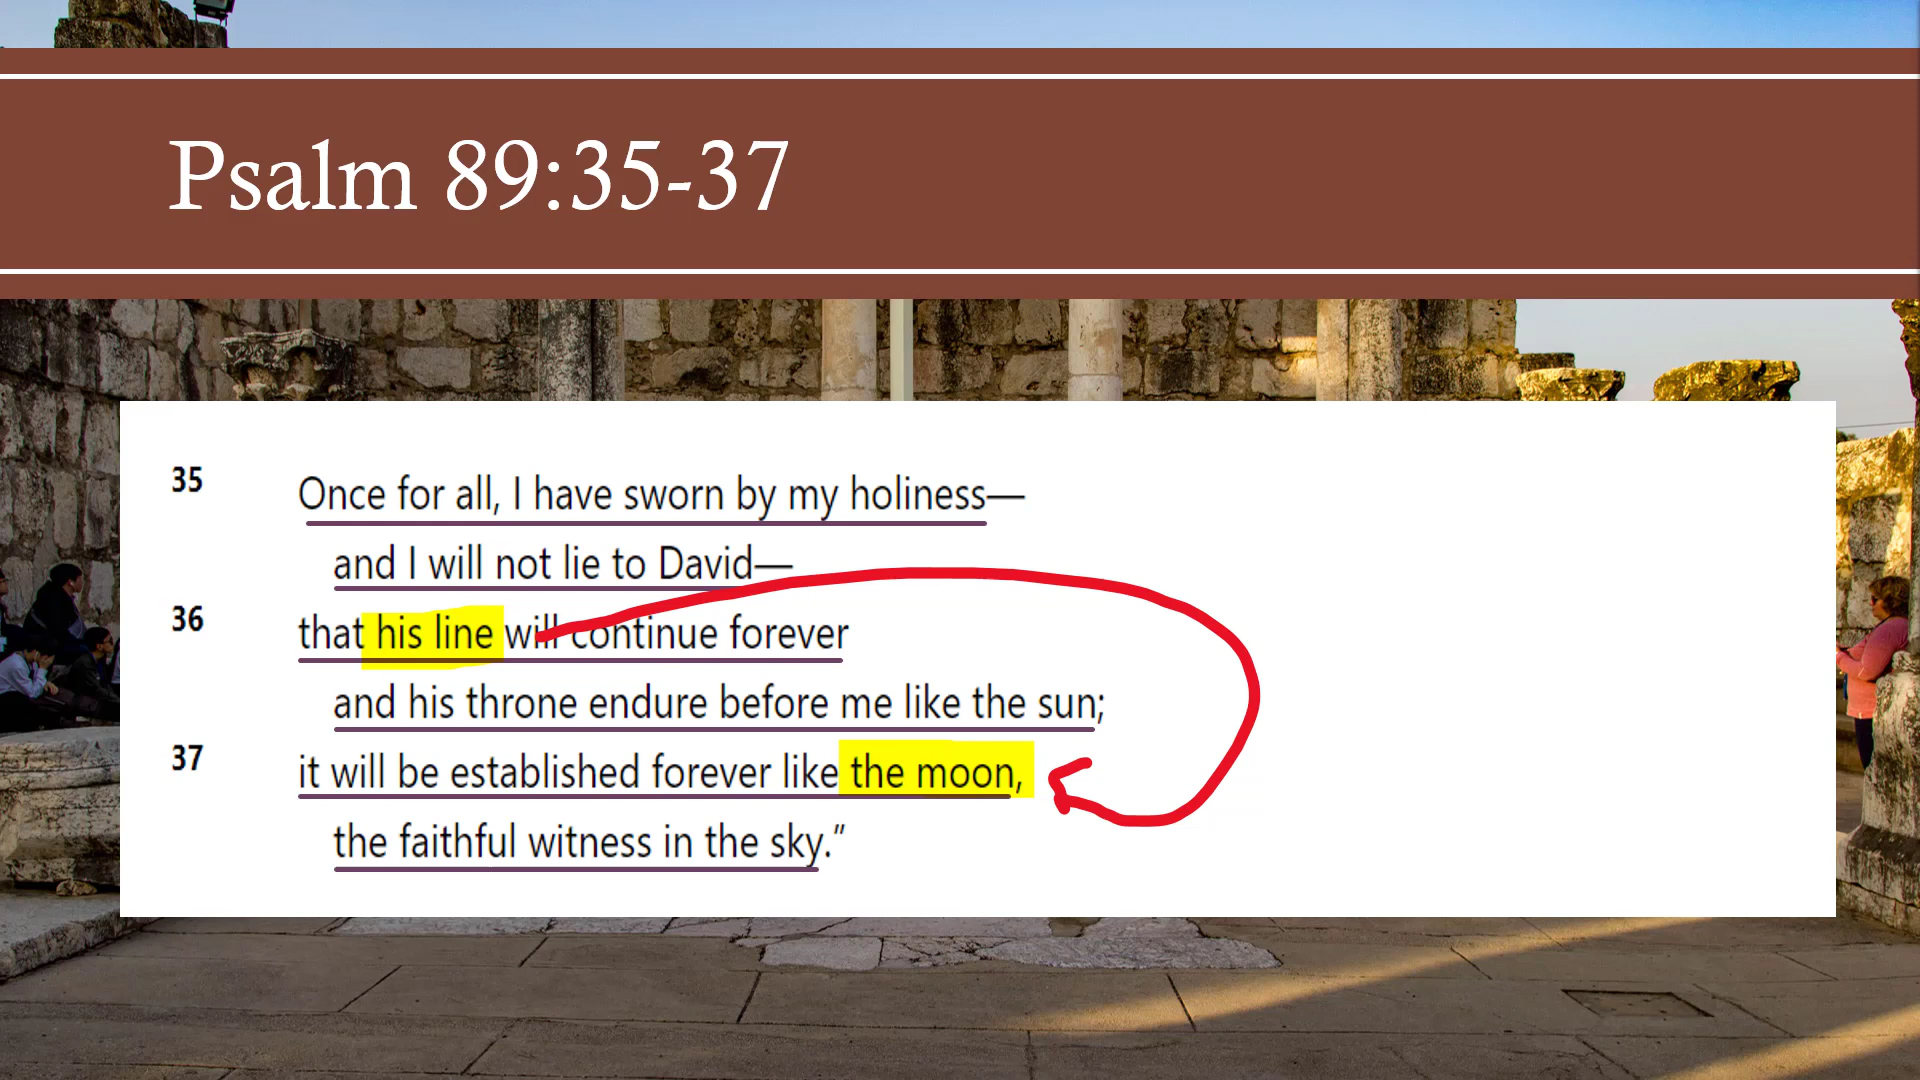 Psalm 89:35-37
35 Once for all, I have sworn by my holiness—
and I will not lie to David—
36 that his line will continue forever
and his throne endure before me like the sun;
37 it will be established forever like the moon,
the faithful witness in the sky.”